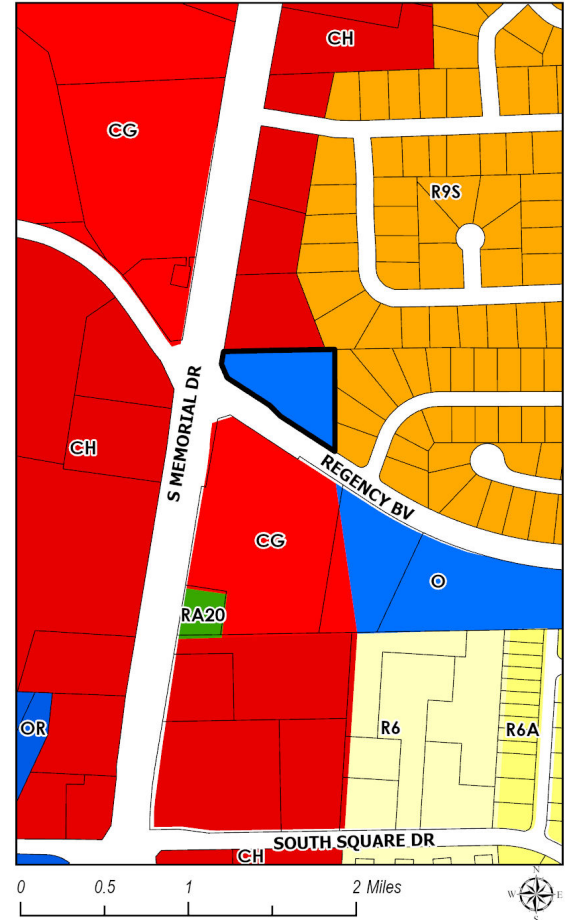 CH
CG
R9S
S MEMORIAL DR
CH
REGENCY BV
CG
O
RA20
OR
R6
R6A
SOUTH SQUARE DR
CH
0 0.5 1 2 Miles
N
W E
S